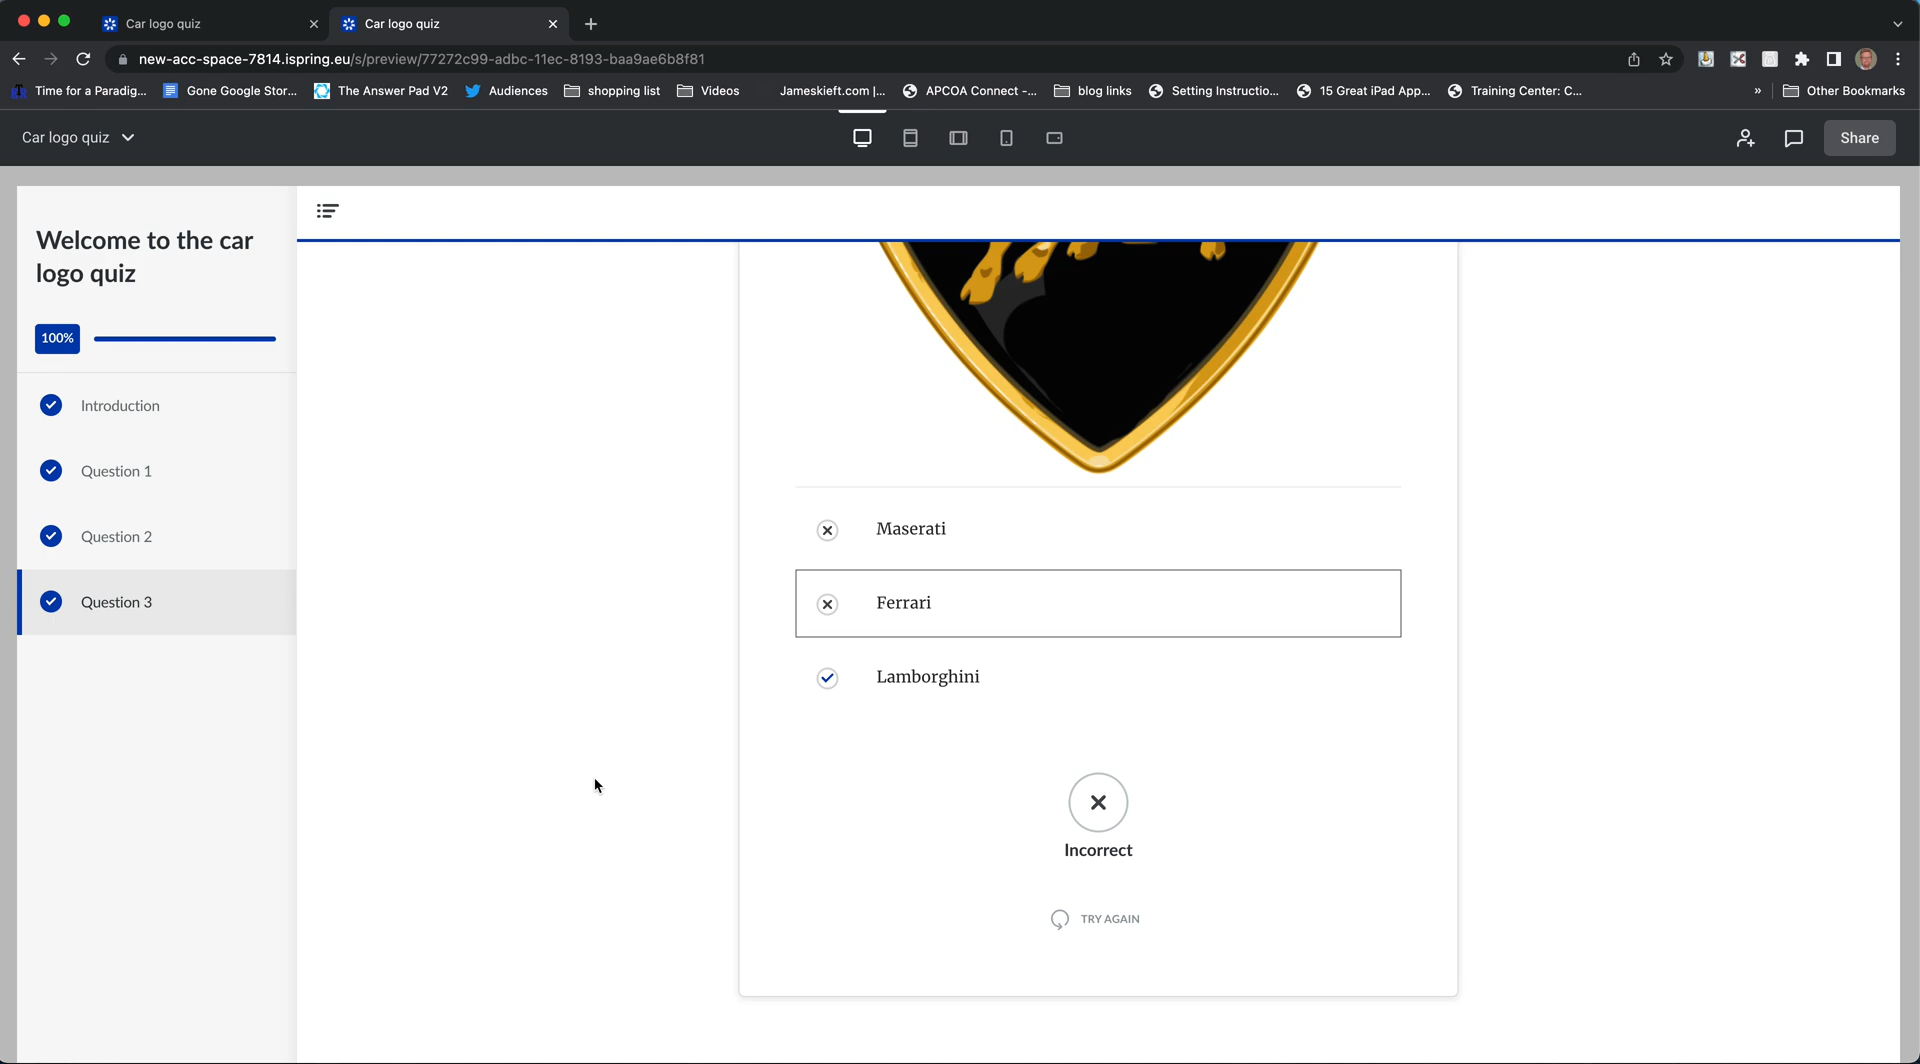 Car logo quiz
Car logo quiz
new-acc-space-7814.ispring.eu/s/preview/77272c99-adbc-11ec-8193-baa9ae6b8f81
Time for a Paradig...
Gone Google Stor...
The Answer Pad V2
Audiences
shopping list
Videos
Jameskieft.com |...
APCOA Connect -...
blog links
Setting Instructio...
15 Great iPad App...
Training Center: C...
»
Other Bookmarks
Car logo quiz
Share
Welcome to the car
logo quiz
100%
Introduction
Question 1
Question 2
Question 3
Maserati
Ferrari
Lamborghini
Incorrect
TRY AGAIN